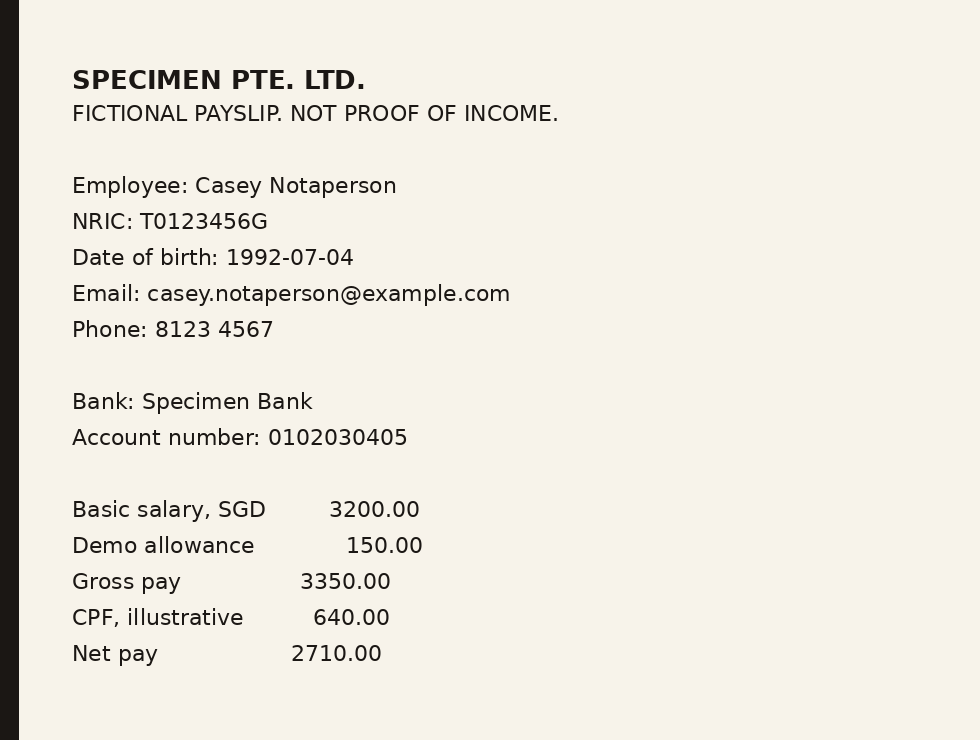 SPECIMEN PTE. LTD.
FICTIONAL PAYSLIP. NOT PROOF OF INCOME.
Employee: Casey Notaperson
NRIC: T0123456G
Date of birth: 1992-07-04
Email: casey.notaperson@example.com
Phone: 8123 4567
Bank: Specimen Bank
Account number: 0102030405
Basic salary, SGD 3200.00
Demo allowance 150.00
Gross pay 3350.00
CPF, illustrative 640.00
Net pay 2710.00